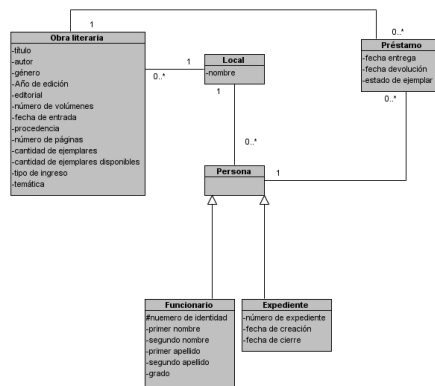 1
0..*
Obra literaria
-título
-autor
-género
-Año de edición
-editorial
-número de volúmenes
-fecha de entrada
-procedencia
-número de páginas
-cantidad de ejemplares
-cantidad de ejemplares disponibles
-tipo de ingreso
-temática
0..*
1
Local
-nombre
1
0..*
Préstamo
-fecha entrega
-fecha devolución
-estado de ejemplar
0..*
1
Persona
Funcionario
#nuemero de identidad
-primer nombre
-segundo nombre
-primer apellido
-segundo apellido
-grado
Expediente
-número de expediente
-fecha de creación
-fecha de cierre